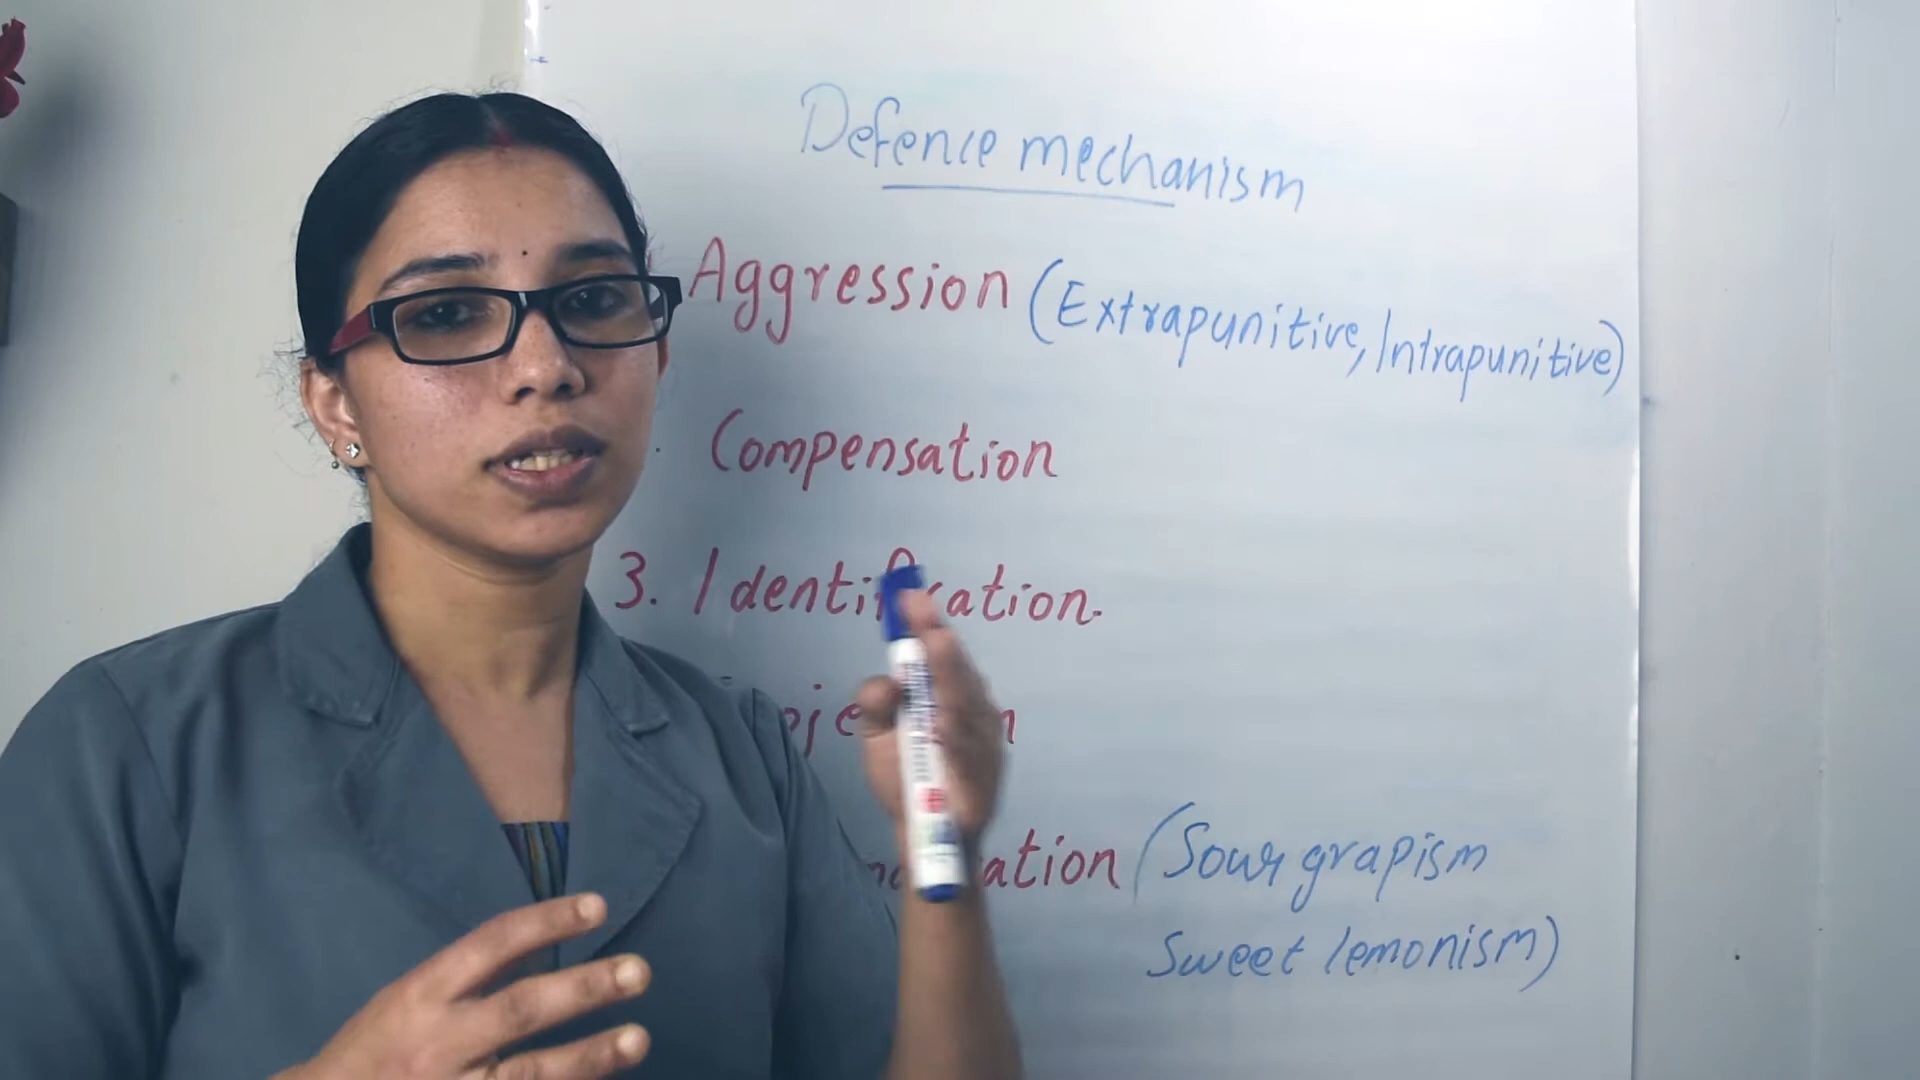 Defence mechanism
Aggression (Extrapunitive, Intrapunitive)
Compensation
3. Identification.
ation (Sour grapism
Sweet lemonism)